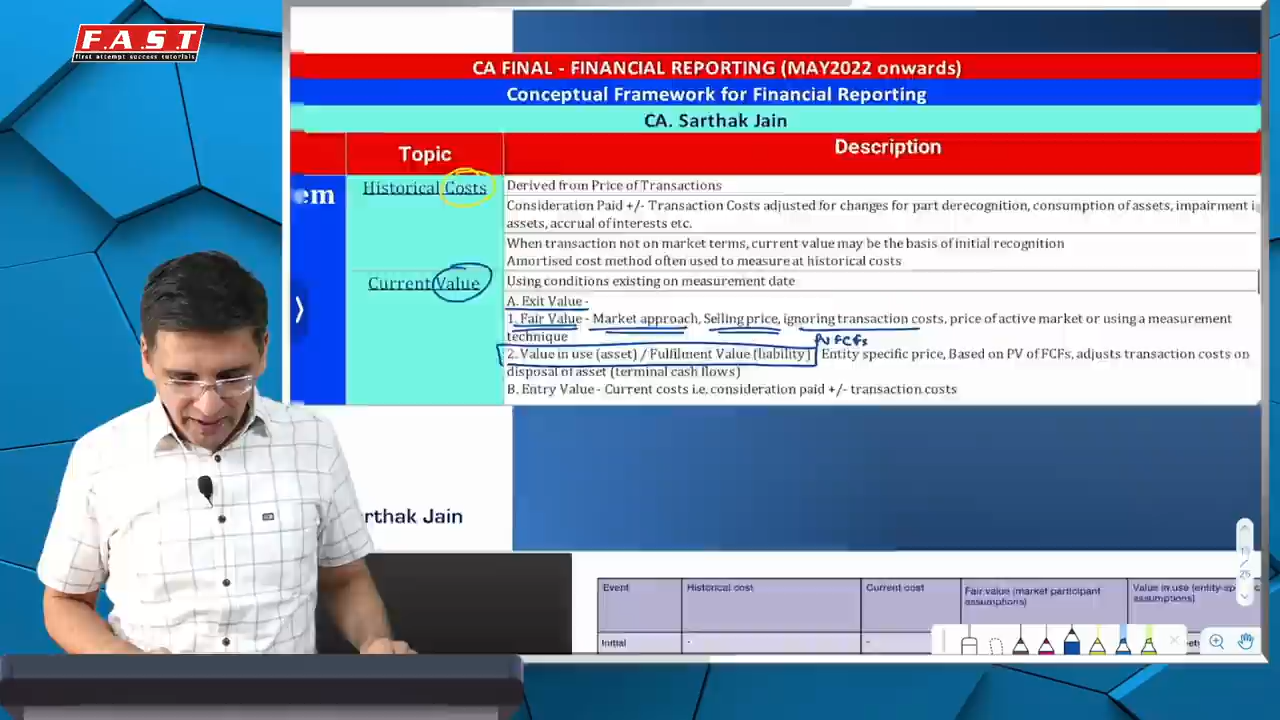 F.A.S.T
first attempt success tutorials
CA FINAL - FINANCIAL REPORTING (MAY2022 onwards)
Conceptual Framework for Financial Reporting
CA. Sarthak Jain
Topic
Description
em
Historical Costs
Derived from Price of Transactions
Consideration Paid +/- Transaction Costs adjusted for changes for part derecognition, consumption of assets, impairment i
assets, accrual of interests etc.
When transaction not on market terms, current value may be the basis of initial recognition
Amortised cost method often used to measure at historical costs
Current Value
Using conditions existing on measurement date
A. Exit Value -
1. Fair Value - Market approach, Selling price, ignoring transaction costs, price of active market or using a measurement
technique
PV FCFs
2. Value in use (asset) / Fulfilment Value (liability) Entity specific price, Based on PV of FCFs, adjusts transaction costs on
disposal of asset (terminal cash flows)
B. Entry Value - Current costs i.e. consideration paid +/- transaction costs
rthak Jain
Event
Historical cost
Current cost
Fair value (market participant
assumptions)
Value in use (entity-spe c
assumptions)
Initial
25